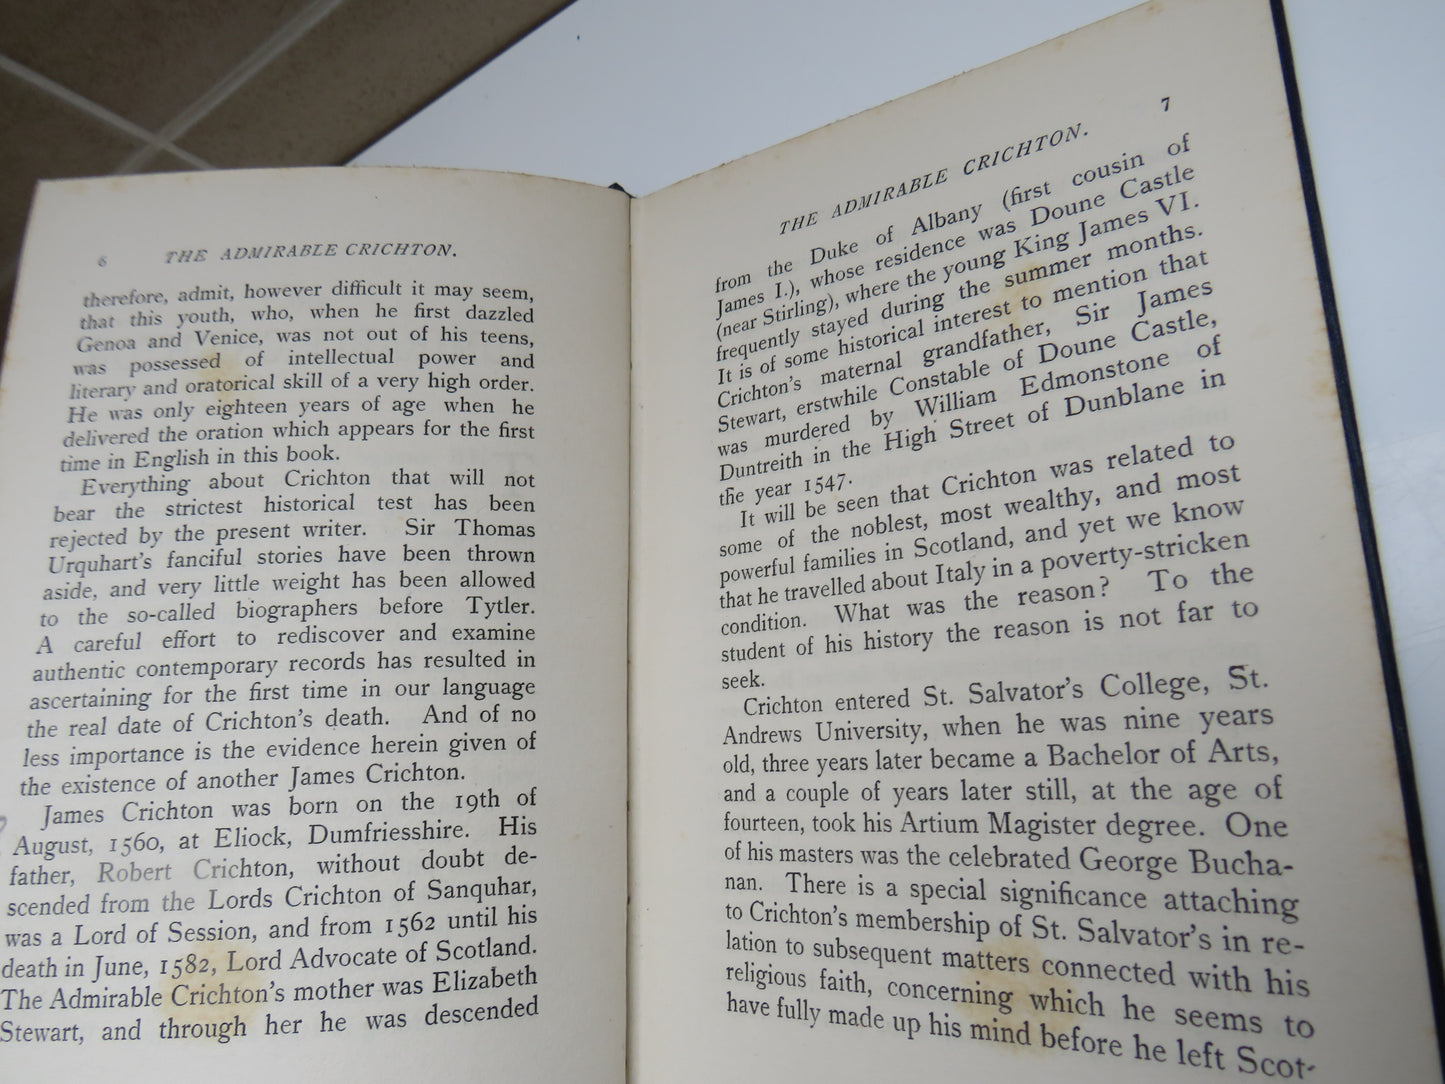 6 THE ADMIRABLE CRICHTON.
therefore, admit, however difficult it may seem,
that this youth, who, when he first dazzled
Genoa and Venice, was not out of his teens,
was possessed of intellectual power and
literary and oratorical skill of a very high order.
He was only eighteen years of age when he
delivered the oration which appears for the first
time in English in this book.
Everything about Crichton that will not
bear the strictest historical test has been
rejected by the present writer. Sir Thomas
Urquhart's fanciful stories have been thrown
aside, and very little weight has been allowed
to the so-called biographers before Tytler.
A careful effort to rediscover and examine
authentic contemporary records has resulted in
ascertaining for the first time in our language
the real date of Crichton's death. And of no
less importance is the evidence herein given of
the existence of another James Crichton.
James Crichton was born on the 19th of
August, 1560, at Eliock, Dumfriesshire. His
father, Robert Crichton, without doubt de-
scended from the Lords Crichton of Sanquhar,
was a Lord of Session, and from 1562 until his
death in June, 1582, Lord Advocate of Scotland.
The Admirable Crichton's mother was Elizabeth
Stewart, and through her he was descended
THE ADMIRABLE CRICHTON. 7
from the Duke of Albany (first cousin of
James I.), whose residence was Doune Castle
(near Stirling), where the young King James VI.
frequently stayed during the summer months.
It is of some historical interest to mention that
Crichton's maternal grandfather, Sir James
Stewart, erstwhile Constable of Doune Castle,
was murdered by William Edmonstone of
Duntreith in the High Street of Dunblane in
the year 1547.
It will be seen that Crichton was related to
some of the noblest, most wealthy, and most
powerful families in Scotland, and yet we know
that he travelled about Italy in a poverty-stricken
condition. What was the reason? To the
student of his history the reason is not far to
seek.
Crichton entered St. Salvator's College, St.
Andrews University, when he was nine years
old, three years later became a Bachelor of Arts,
and a couple of years later still, at the age of
fourteen, took his Artium Magister degree. One
of his masters was the celebrated George Bucha-
nan. There is a special significance attaching
to Crichton's membership of St. Salvator's in re-
lation to subsequent matters connected with his
religious faith, concerning which he seems to
have fully made up his mind before he left Scot-